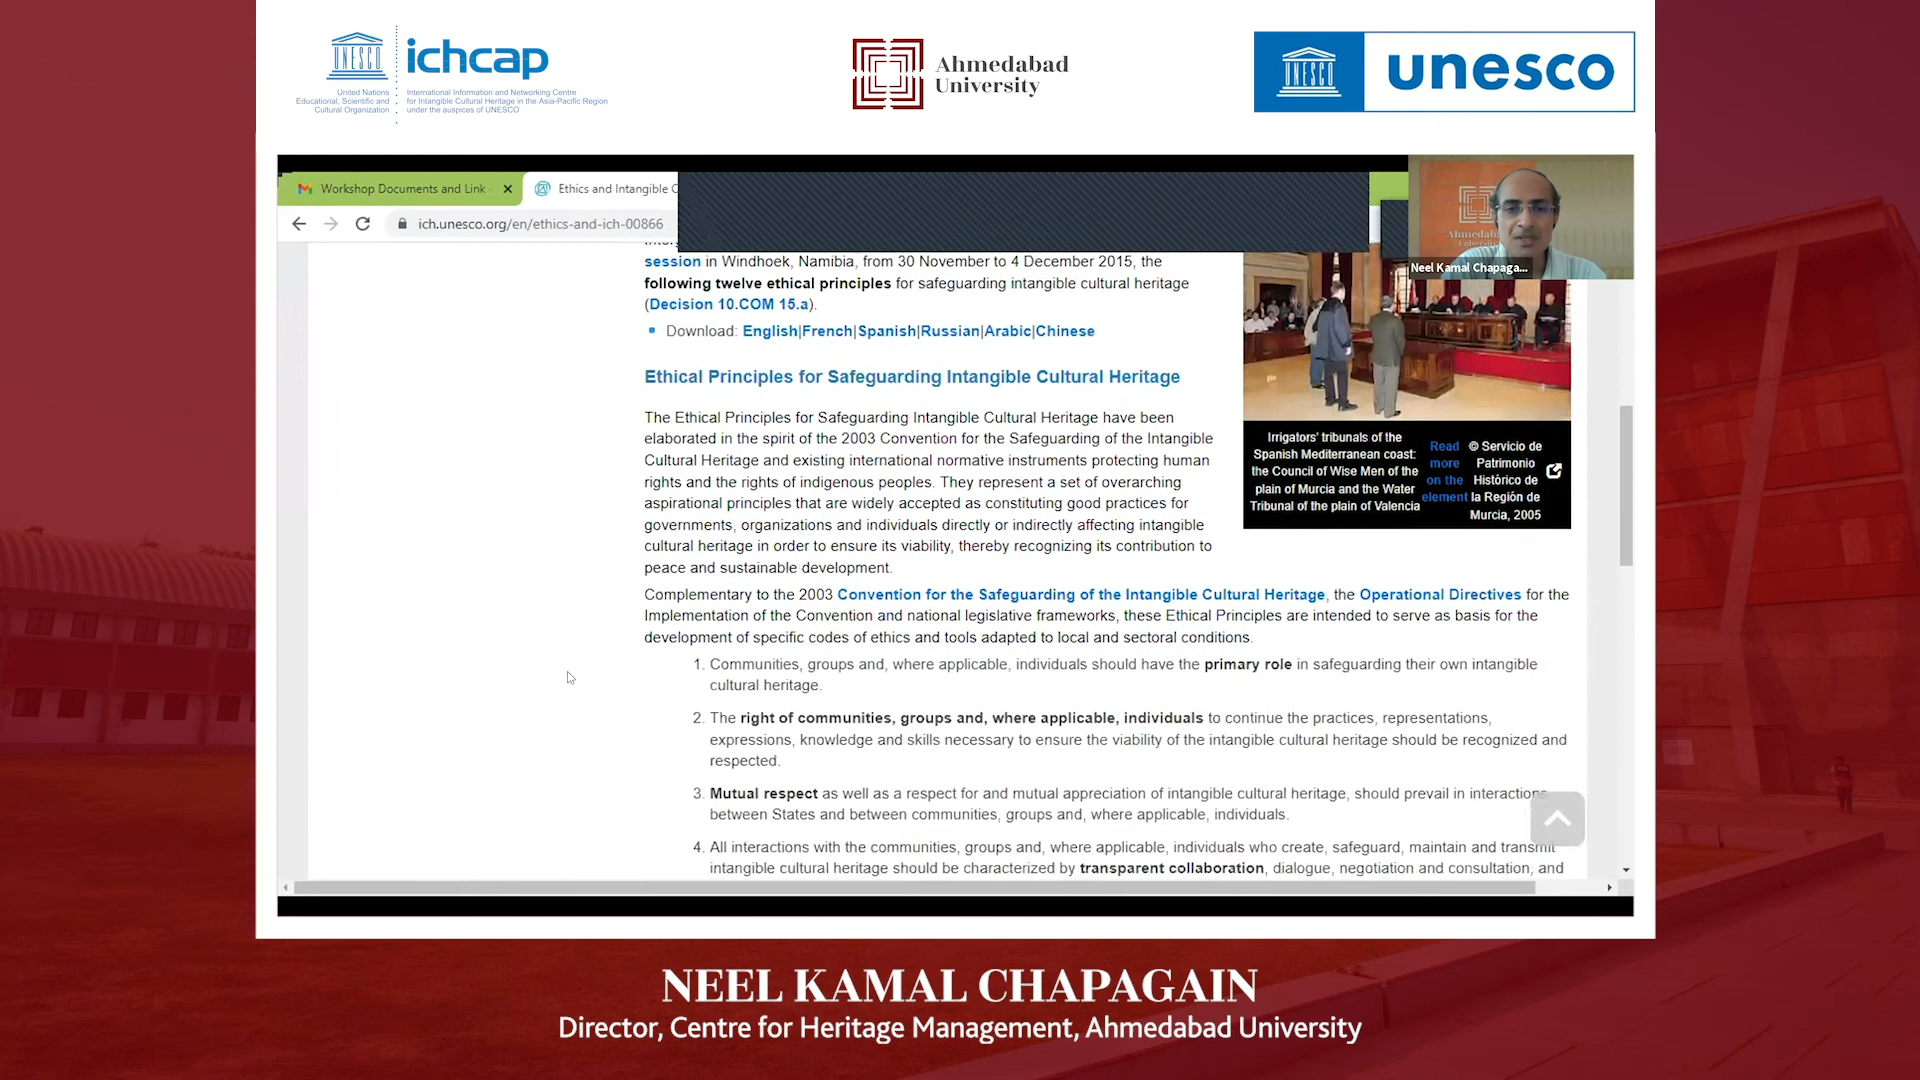 UNESCO
ichcap
United Nations
Educational, Scientific and
Cultural Organization
International Information and Networking Centre
for Intangible Cultural Heritage in the Asia-Pacific Region
under the auspices of UNESCO
Ahmedabad
University
UNESCO
unesco
Workshop Documents and Link
Ethics and Intangible C
ich.unesco.org/en/ethics-and-ich-00866
Ahmedabad
University
Neel Kamal Chapaga...
session in Windhoek, Namibia, from 30 November to 4 December 2015, the
following twelve ethical principles for safeguarding intangible cultural heritage
(Decision 10.COM 15.a).
Download: English|French|Spanish|Russian|Arabic|Chinese
Ethical Principles for Safeguarding Intangible Cultural Heritage
The Ethical Principles for Safeguarding Intangible Cultural Heritage have been
elaborated in the spirit of the 2003 Convention for the Safeguarding of the Intangible
Cultural Heritage and existing international normative instruments protecting human
rights and the rights of indigenous peoples. They represent a set of overarching
aspirational principles that are widely accepted as constituting good practices for
governments, organizations and individuals directly or indirectly affecting intangible
cultural heritage in order to ensure its viability, thereby recognizing its contribution to
peace and sustainable development.
Irrigators' tribunals of the
Spanish Mediterranean coast:
the Council of Wise Men of the
plain of Murcia and the Water
Tribunal of the plain of Valencia
Read
more
on the
element
© Servicio de
Patrimonio
Histórico de
la Región de
Murcia, 2005
Complementary to the 2003 Convention for the Safeguarding of the Intangible Cultural Heritage, the Operational Directives for the
Implementation of the Convention and national legislative frameworks, these Ethical Principles are intended to serve as basis for the
development of specific codes of ethics and tools adapted to local and sectoral conditions.
1. Communities, groups and, where applicable, individuals should have the primary role in safeguarding their own intangible
cultural heritage.
2. The right of communities, groups and, where applicable, individuals to continue the practices, representations,
expressions, knowledge and skills necessary to ensure the viability of the intangible cultural heritage should be recognized and
respected.
3. Mutual respect as well as a respect for and mutual appreciation of intangible cultural heritage, should prevail in interactions
between States and between communities, groups and, where applicable, individuals.
4. All interactions with the communities, groups and, where applicable, individuals who create, safeguard, maintain and transmit
intangible cultural heritage should be characterized by transparent collaboration, dialogue, negotiation and consultation, and
NEEL KAMAL CHAPAGAIN
Director, Centre for Heritage Management, Ahmedabad University